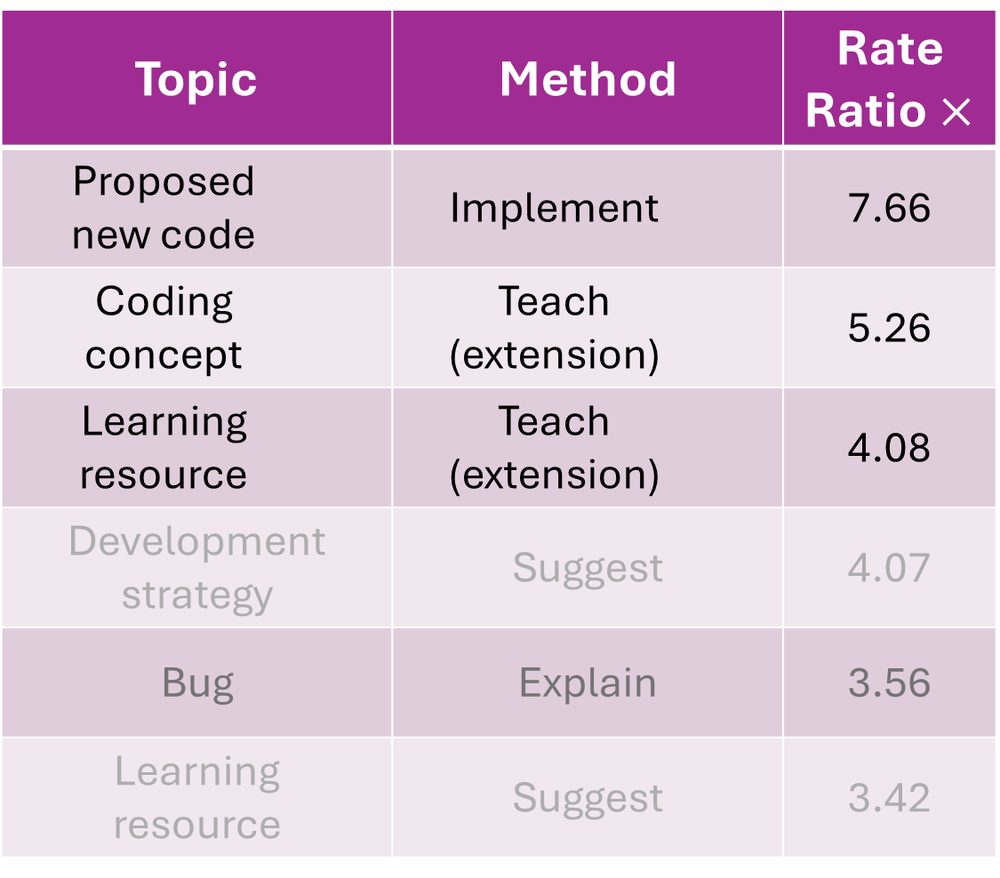 Topic Method Rate
Ratio ×
Proposed
new code Implement 7.66
Coding
concept Teach
(extension) 5.26
Learning
resource Teach
(extension) 4.08
Development
strategy Suggest 4.07
Bug Explain 3.56
Learning
resource Suggest 3.42